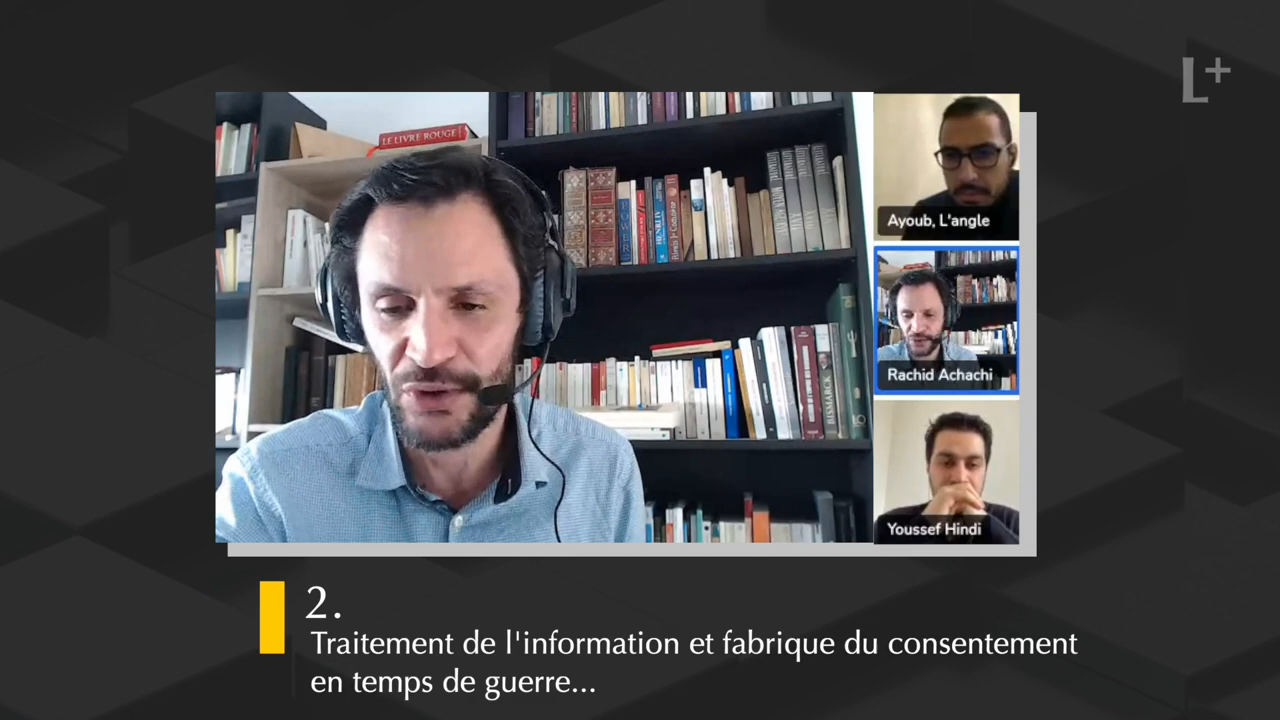 L+
LE LIVRE ROUGE
BISMARCK
Ayoub, L'angle
Rachid Achachi
Youssef Hindi
2.
Traitement de l'information et fabrique du consentement
en temps de guerre...